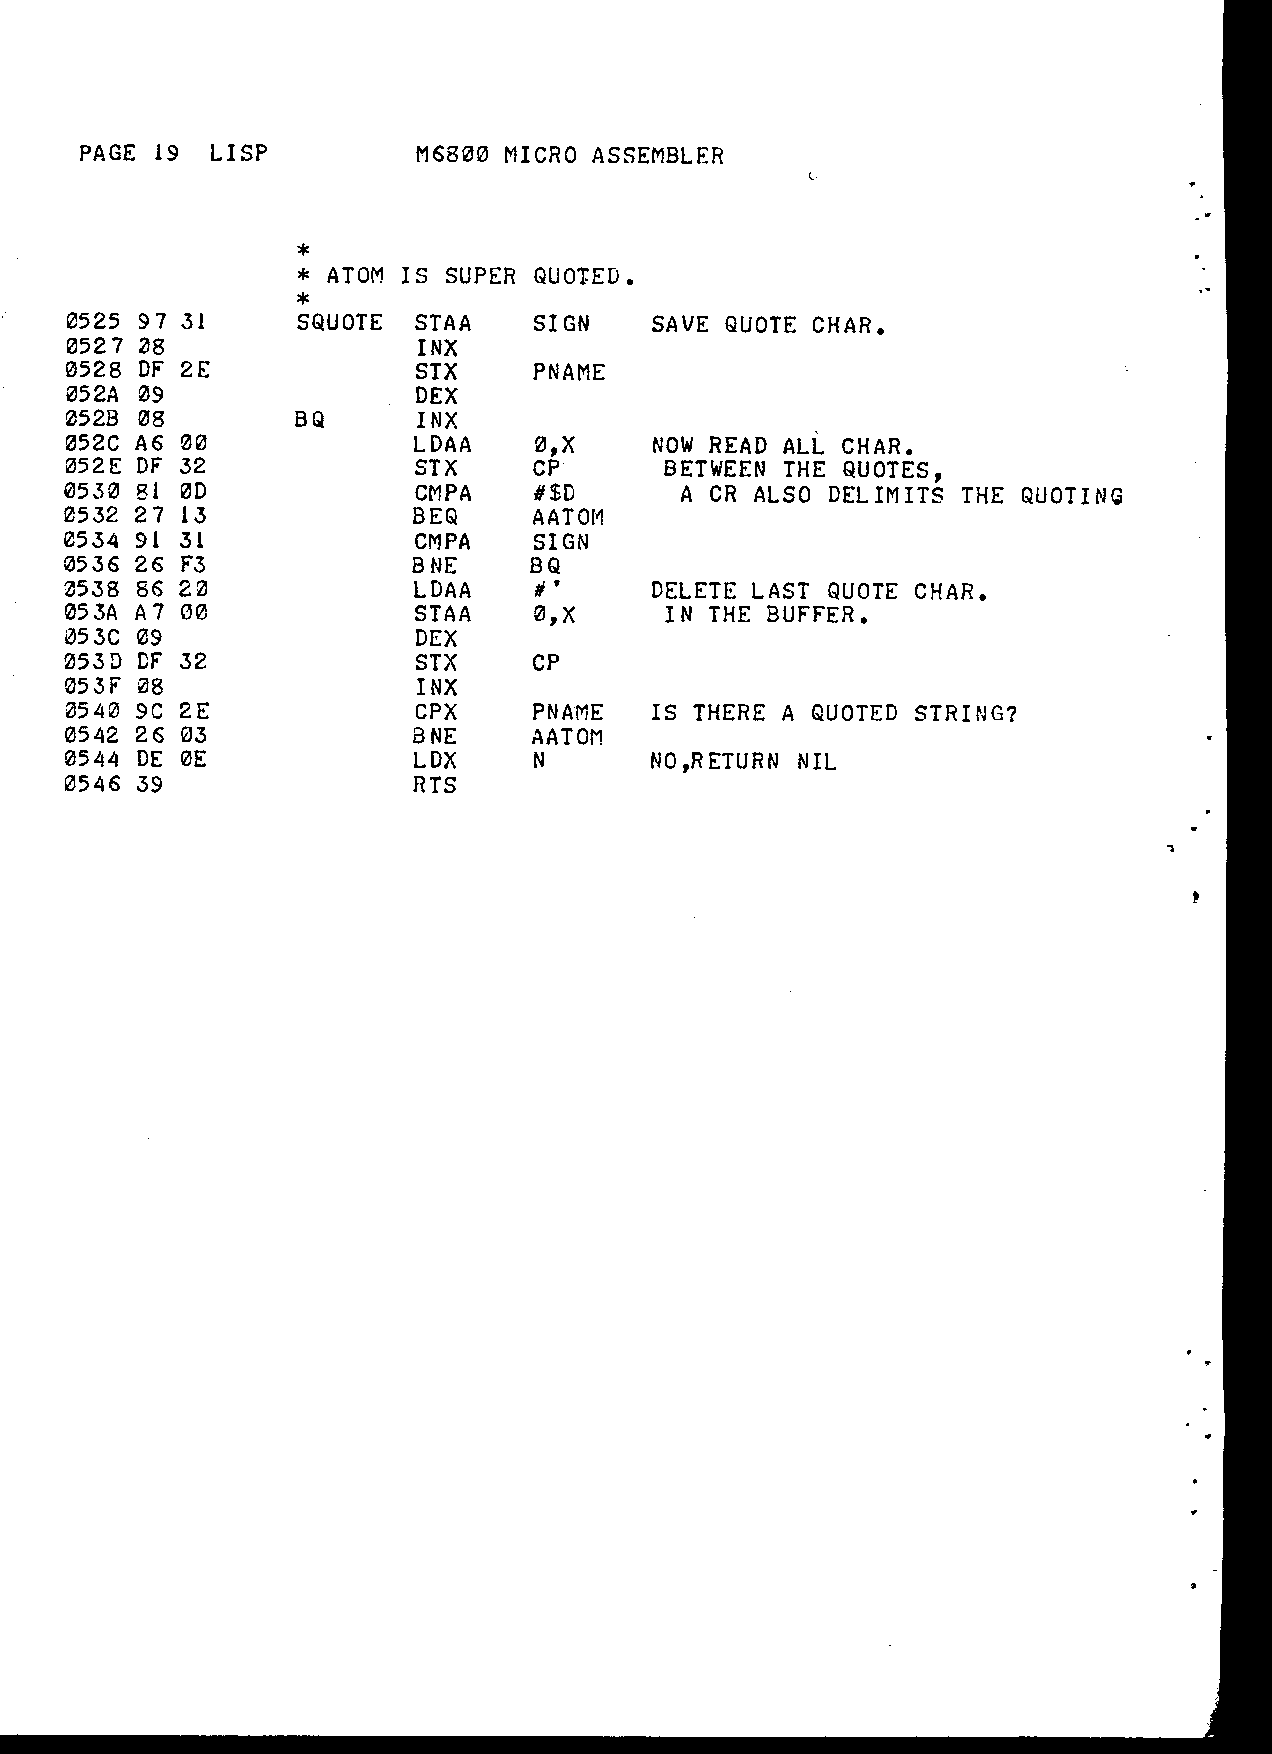 PAGE 19  LISP          M6800 MICRO ASSEMBLER
*
* ATOM IS SUPER QUOTED.
*
0525 97 31      SQUOTE  STAA    SIGN    SAVE QUOTE CHAR.
0527 08                 INX
0528 DF 2E              STX     PNAME
052A 09                 DEX
052B 08         BQ      INX
052C A6 00              LDAA    0,X     NOW READ ALL CHAR.
052E DF 32              STX     CP       BETWEEN THE QUOTES,
0530 81 0D              CMPA    #$D       A CR ALSO DELIMITS THE QUOTING
0532 27 13              BEQ     AATOM
0534 91 31              CMPA    SIGN
0536 26 F3              BNE     BQ
0538 86 20              LDAA    #'      DELETE LAST QUOTE CHAR.
053A A7 00              STAA    0,X      IN THE BUFFER.
053C 09                 DEX
053D DF 32              STX     CP
053F 08                 INX
0540 9C 2E              CPX     PNAME   IS THERE A QUOTED STRING?
0542 26 03              BNE     AATOM
0544 DE 0E              LDX     N       NO,RETURN NIL
0546 39                 RTS